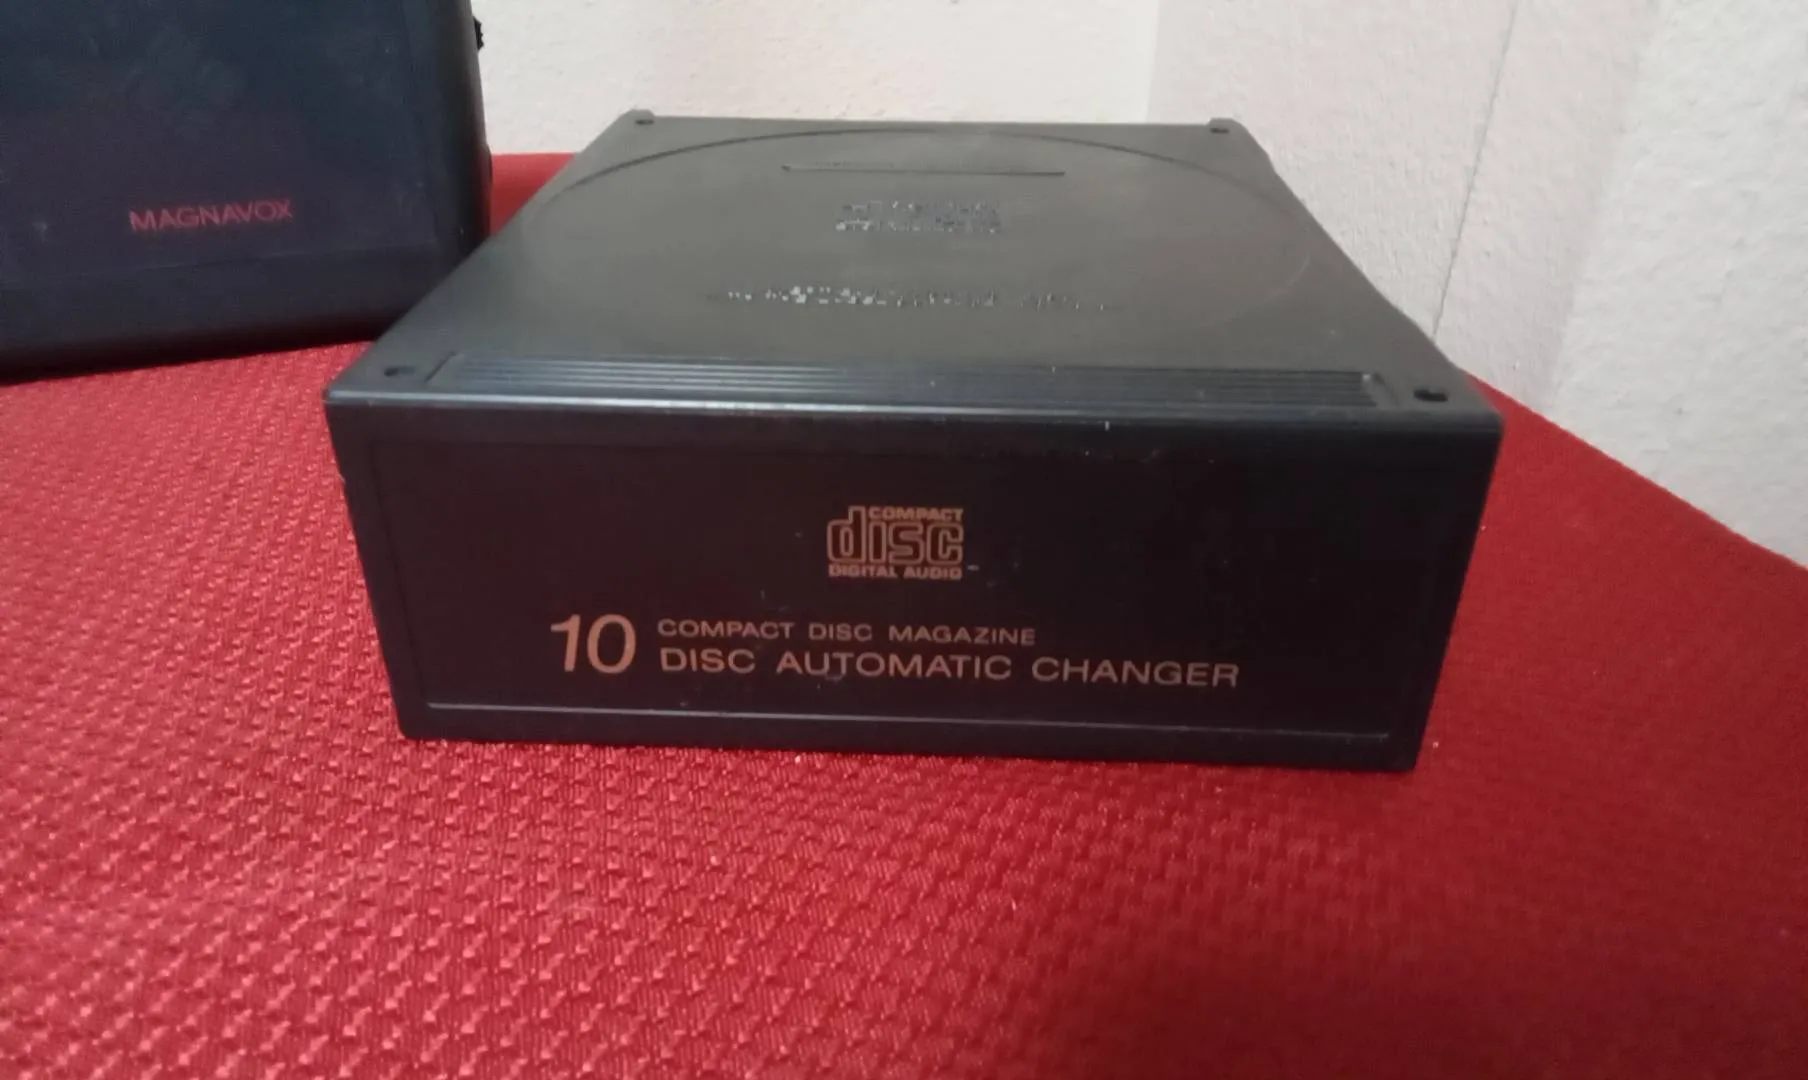 MAGNAVOX
COMPACT
disc
DIGITAL AUDIO
10 COMPACT DISC MAGAZINE
DISC AUTOMATIC CHANGER